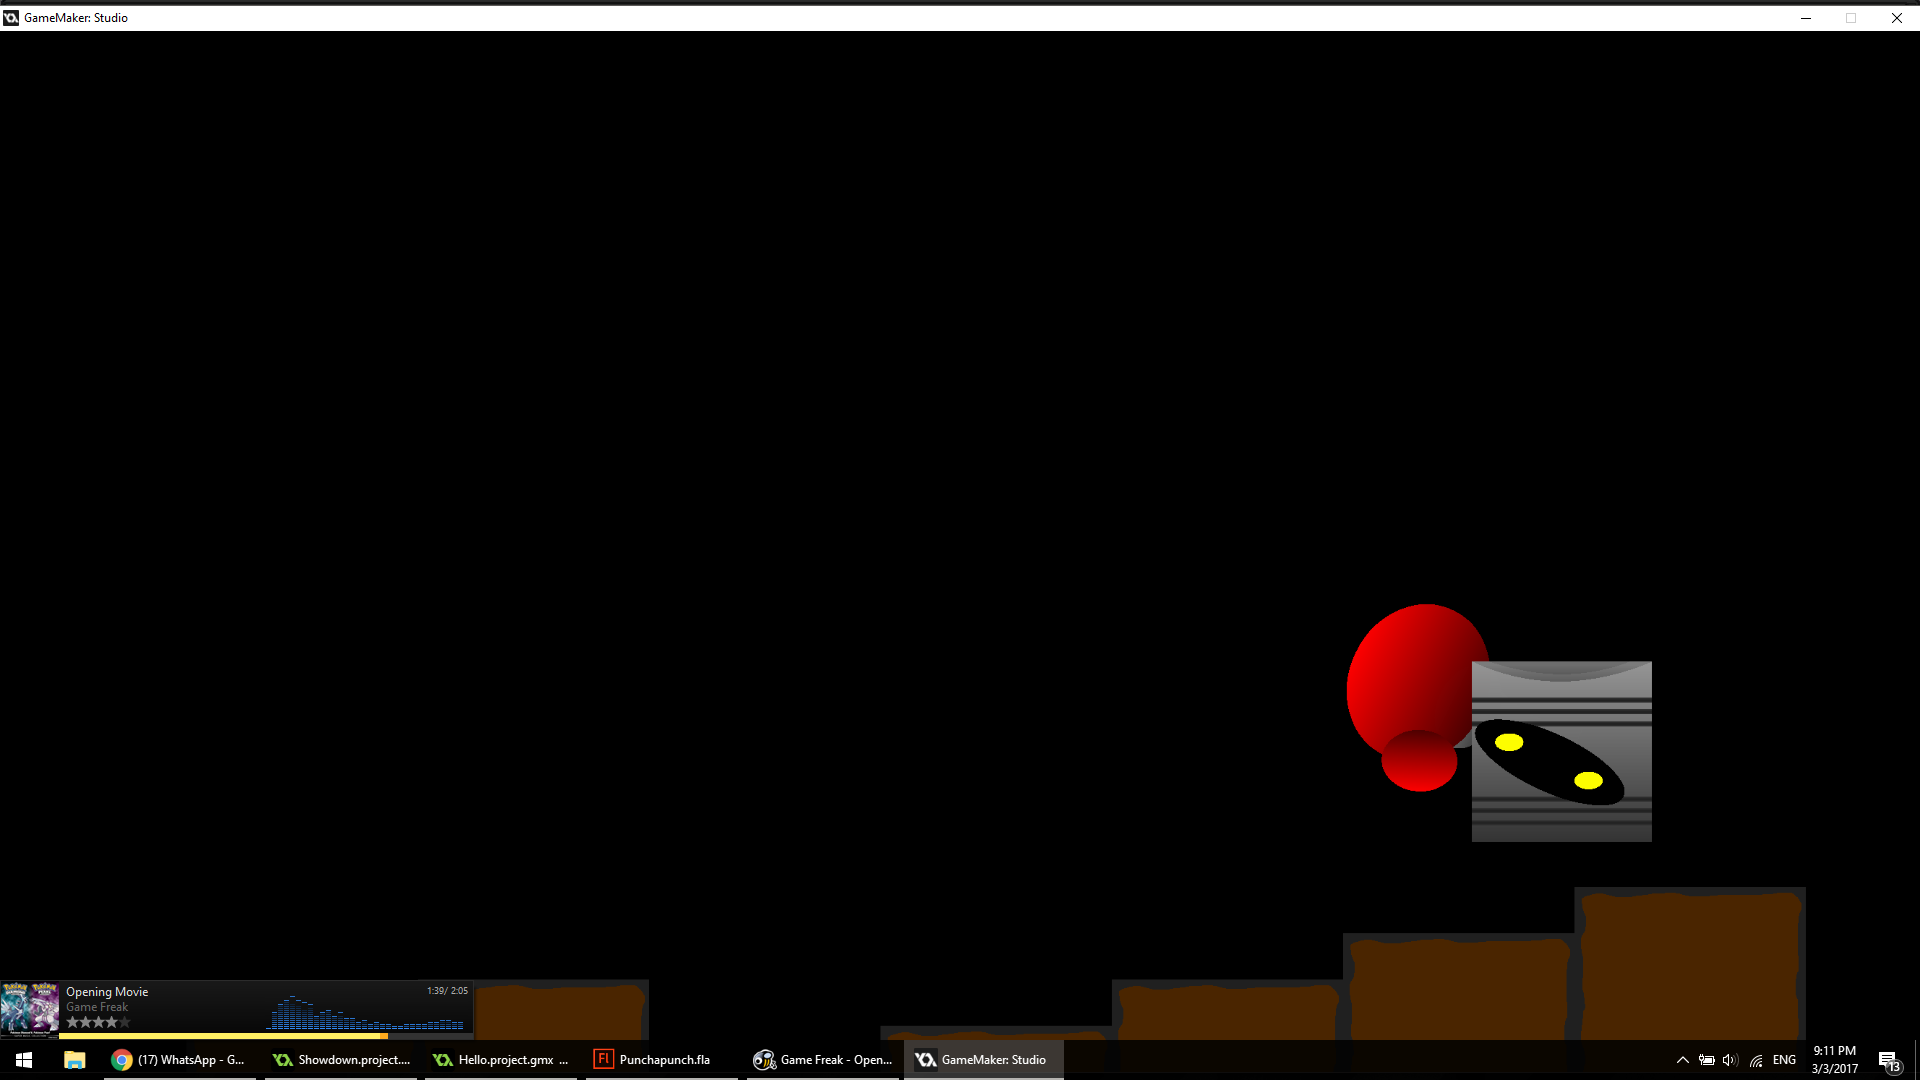 GameMaker: Studio
Opening Movie
1:39/ 2:05
Game Freak
(17) WhatsApp - G...
Showdown.project....
Hello.project.gmx ...
Fl
Punchapunch.fla
Game Freak - Open...
GameMaker: Studio
ENG
9:11 PM
3/3/2017
13